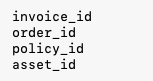 invoice_id
order_id
policy_id
asset_id